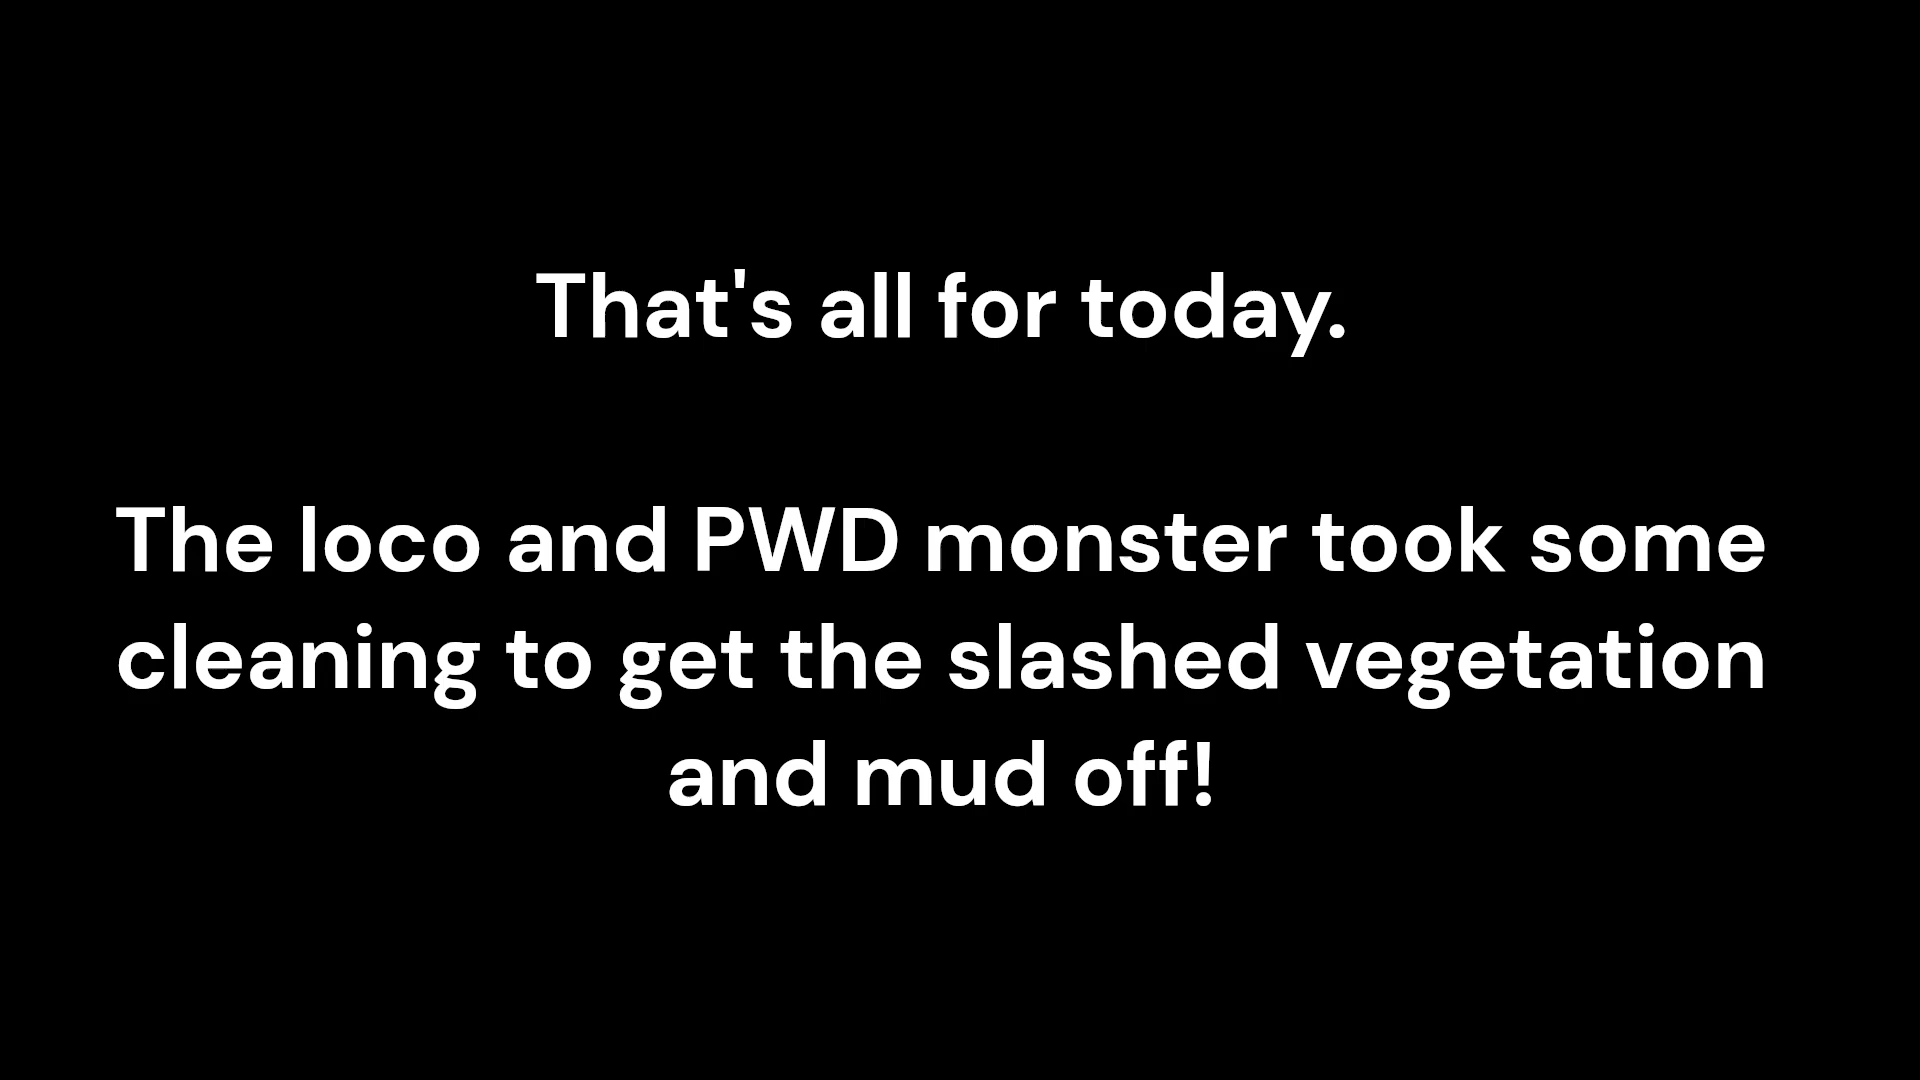 That's all for today.
The loco and PWD monster took some
cleaning to get the slashed vegetation
and mud off!